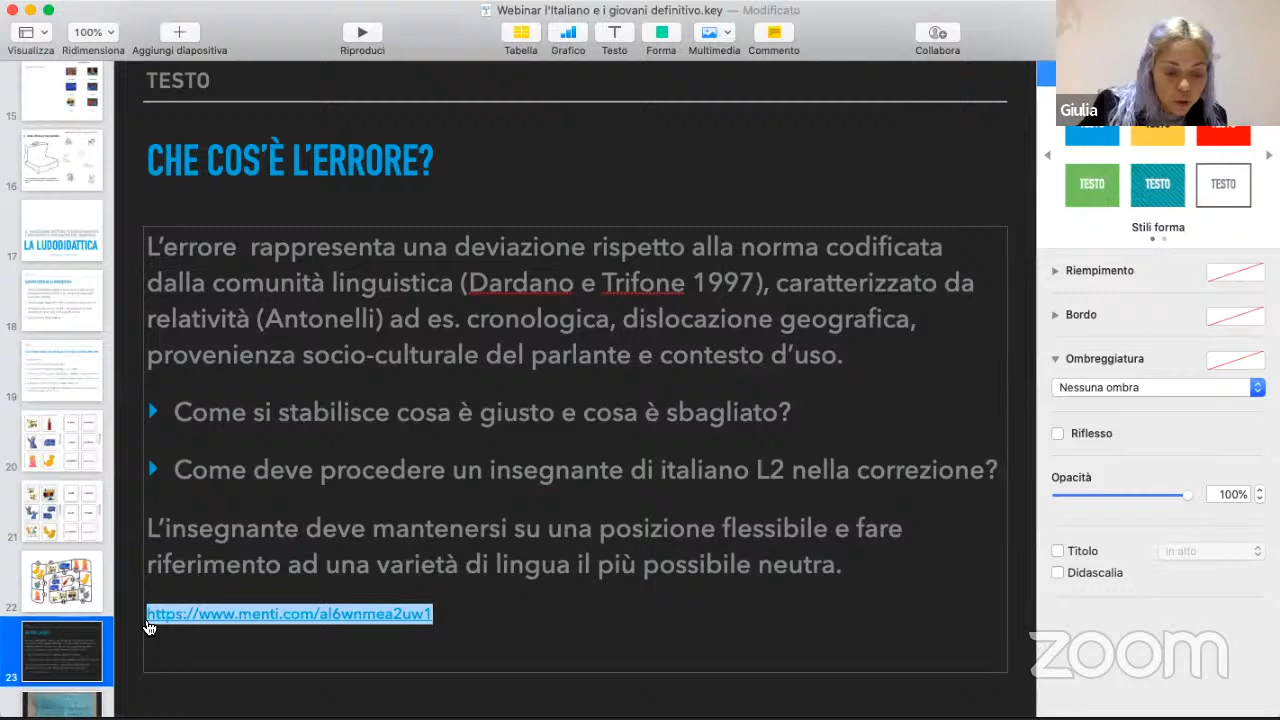 Webinar l'Italiano e i giovani definitivo.key — Modificato
100%
Visualizza Ridimensiona Aggiungi diapositiva Riproduci Tabella Grafico Testo Forma Multimedia Commento Collabora
Giulia
TESTO
CHE COS'È L'ERRORE?
L'errore rappresenta una deviazione rispetto alla norma codificata
dalla comunità linguistica Dardano e Trifone 1997 caratterizzata da
relatività (Antonelli) ad es. cronologica, dislocazione geografica,
provenienza socio-culturale del parlante e contesto d'uso.
Come si stabilisce cosa è giusto e cosa è sbagliato?
Come deve procedere un insegnante di italiano L2 nella correzione?
L'insegnante deve mantenersi su una posizione flessibile e fare
riferimento ad una varietà di lingua il più possibile neutra.
https://www.menti.com/al6wnmea2uw1
15
16
17
LA LUDODIDATTICA
18
19
20
21
22
23
TESTO TESTO TESTO
TESTO TESTO TESTO
Stili forma
Riempimento
Bordo
Ombreggiatura
Nessuna ombra
Riflesso
Opacità
100%
Titolo in alto
Didascalia
zoom